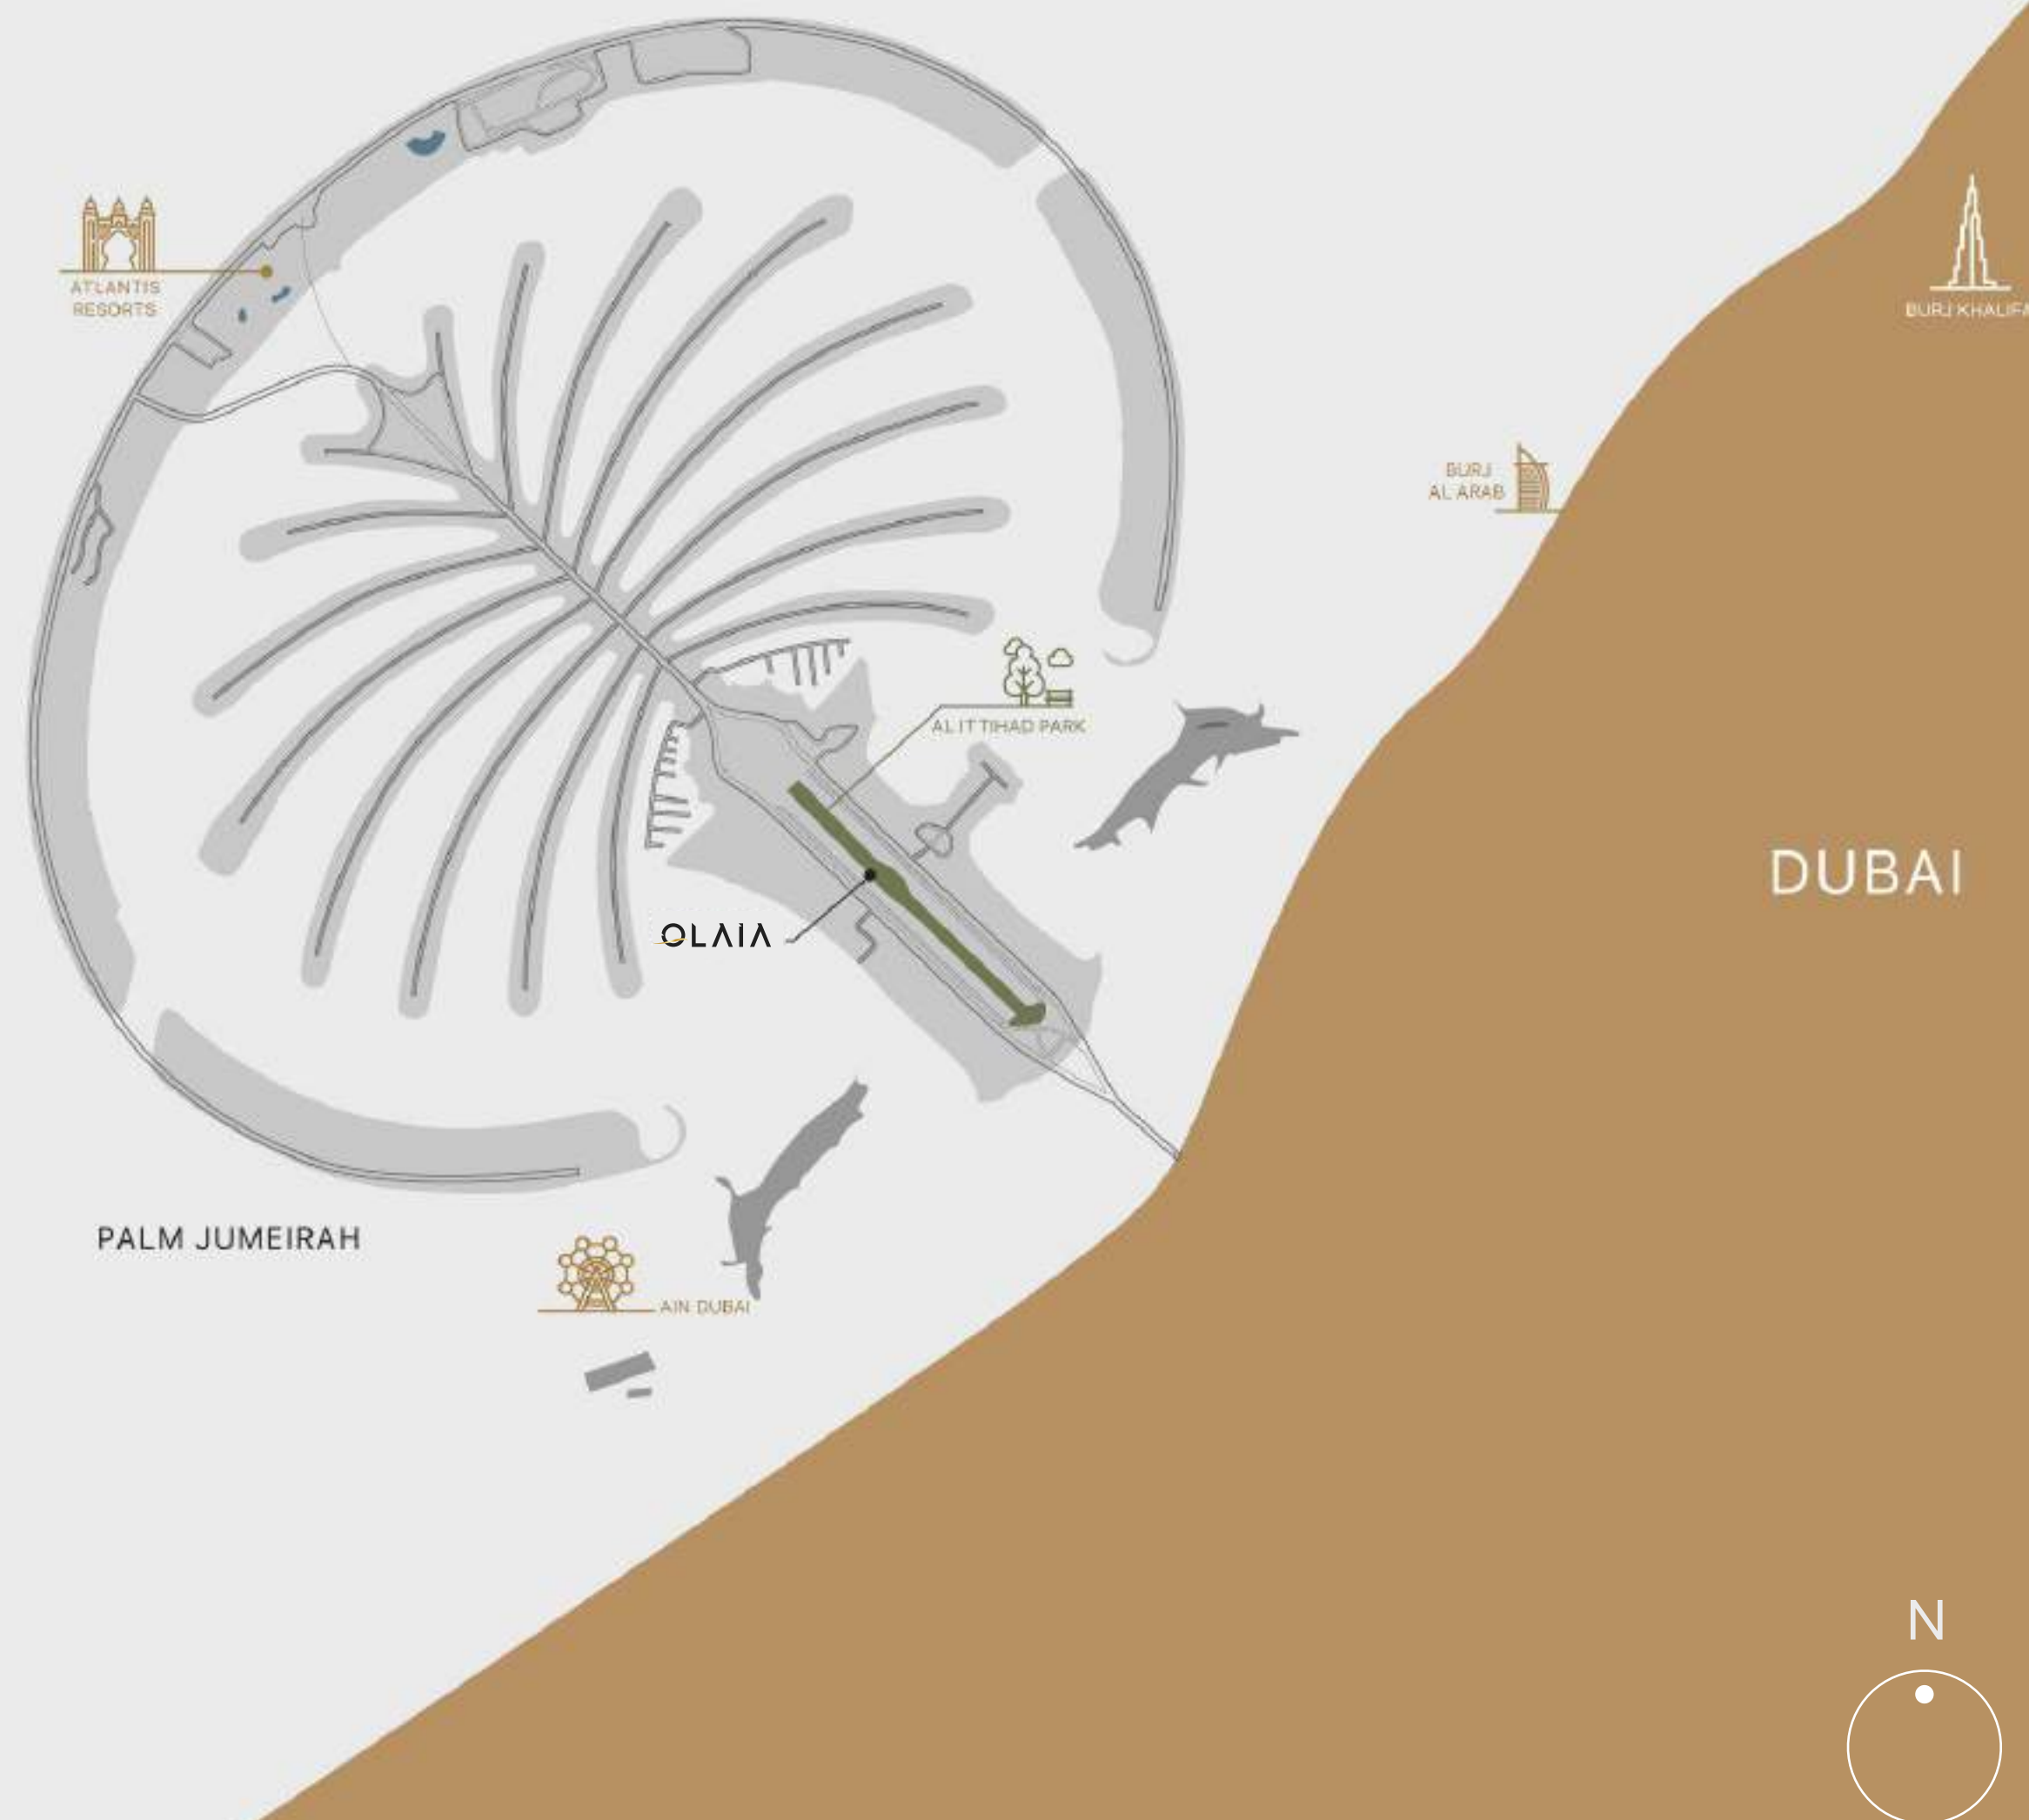 ATLANTIS
RESORTS
BURJ KHALIFA
BURJ
AL ARAB
AL ITTIHAD PARK
DUBAI
OLAIA
PALM JUMEIRAH
AIN DUBAI
N